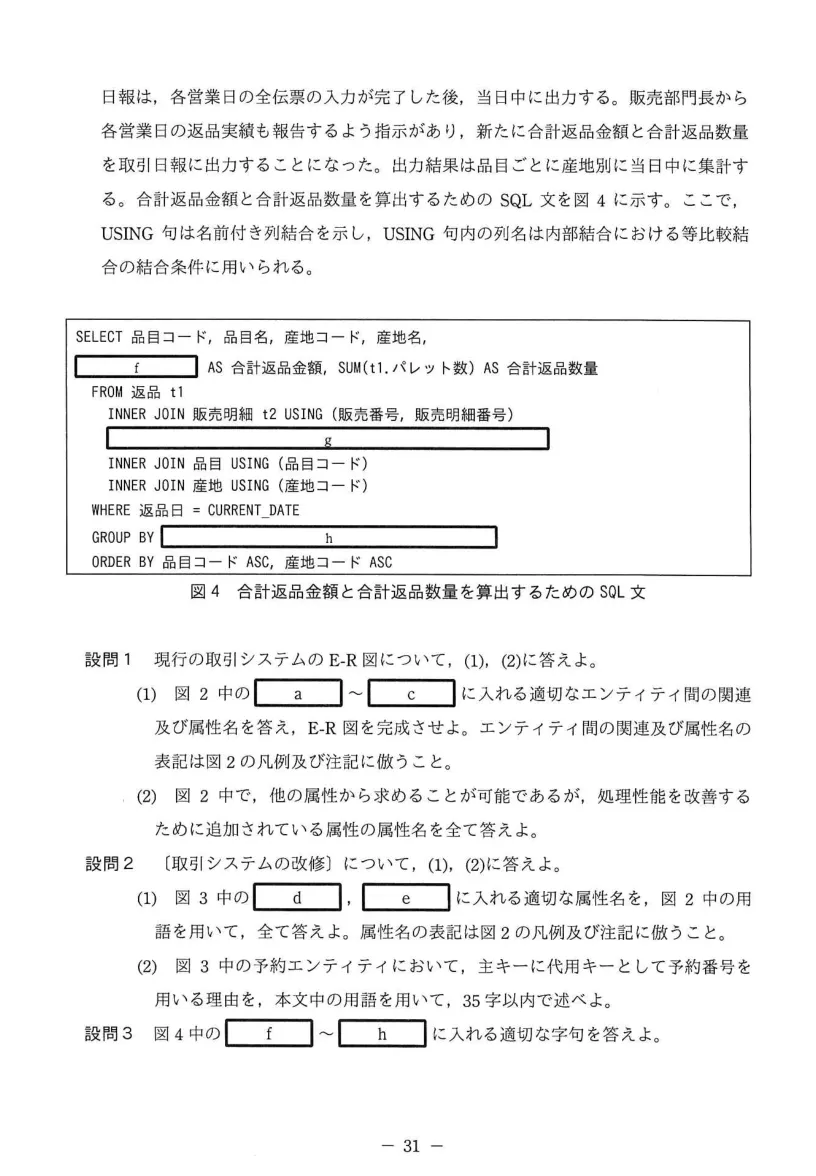 日報は，各営業日の全伝票の入力が完了した後，当日中に出力する。販売部門長から
各営業日の返品実績も報告するよう指示があり，新たに合計返品金額と合計返品数量
を取引日報に出力することになった。出力結果は品目ごとに産地別に当日中に集計す
る。合計返品金額と合計返品数量を算出するための SQL 文を図 4 に示す。ここで，
USING 句は名前付き列結合を示し，USING 句内の列名は内部結合における等比較結
合の結合条件に用いられる。
SELECT 品目コード, 品目名, 産地コード, 産地名,
f AS 合計返品金額, SUM(t1.パレット数) AS 合計返品数量
FROM 返品 t1
INNER JOIN 販売明細 t2 USING (販売番号, 販売明細番号)
g
INNER JOIN 品目 USING (品目コード)
INNER JOIN 産地 USING (産地コード)
WHERE 返品日 = CURRENT_DATE
GROUP BY h
ORDER BY 品目コード ASC, 産地コード ASC
図４　合計返品金額と合計返品数量を算出するための SQL 文
設問１　現行の取引システムの E-R 図について，(1)，(2)に答えよ。
(1)　図 2 中の a ～ c に入れる適切なエンティティ間の関連
及び属性名を答え，E-R 図を完成させよ。エンティティ間の関連及び属性名の
表記は図 2 の凡例及び注記に倣うこと。
(2)　図 2 中で，他の属性から求めることが可能であるが，処理性能を改善する
ために追加されている属性の属性名を全て答えよ。
設問２　〔取引システムの改修〕について，(1)，(2)に答えよ。
(1)　図 3 中の d ， e に入れる適切な属性名を，図 2 中の用
語を用いて，全て答えよ。属性名の表記は図 2 の凡例及び注記に倣うこと。
(2)　図 3 中の予約エンティティにおいて，主キーに代用キーとして予約番号を
用いる理由を，本文中の用語を用いて，35 字以内で述べよ。
設問３　図 4 中の f ～ h に入れる適切な字句を答えよ。
－ 31 －